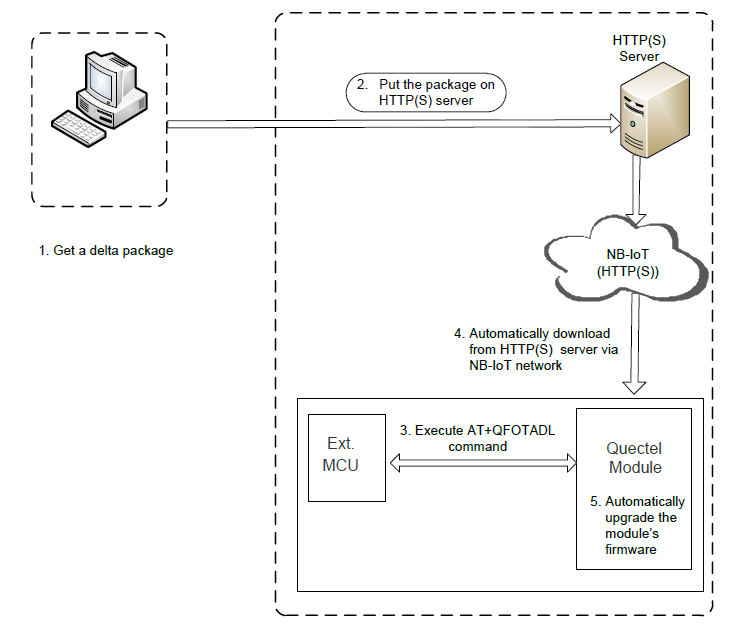 HTTP(S)
Server
2. Put the package on
HTTP(S) server
1. Get a delta package
NB-IoT
(HTTP(S))
4. Automatically download
from HTTP(S) server via
NB-IoT network
3. Execute AT+QFOTADL
command
Ext.
MCU
Quectel
Module
5. Automatically
upgrade the
module's
firmware